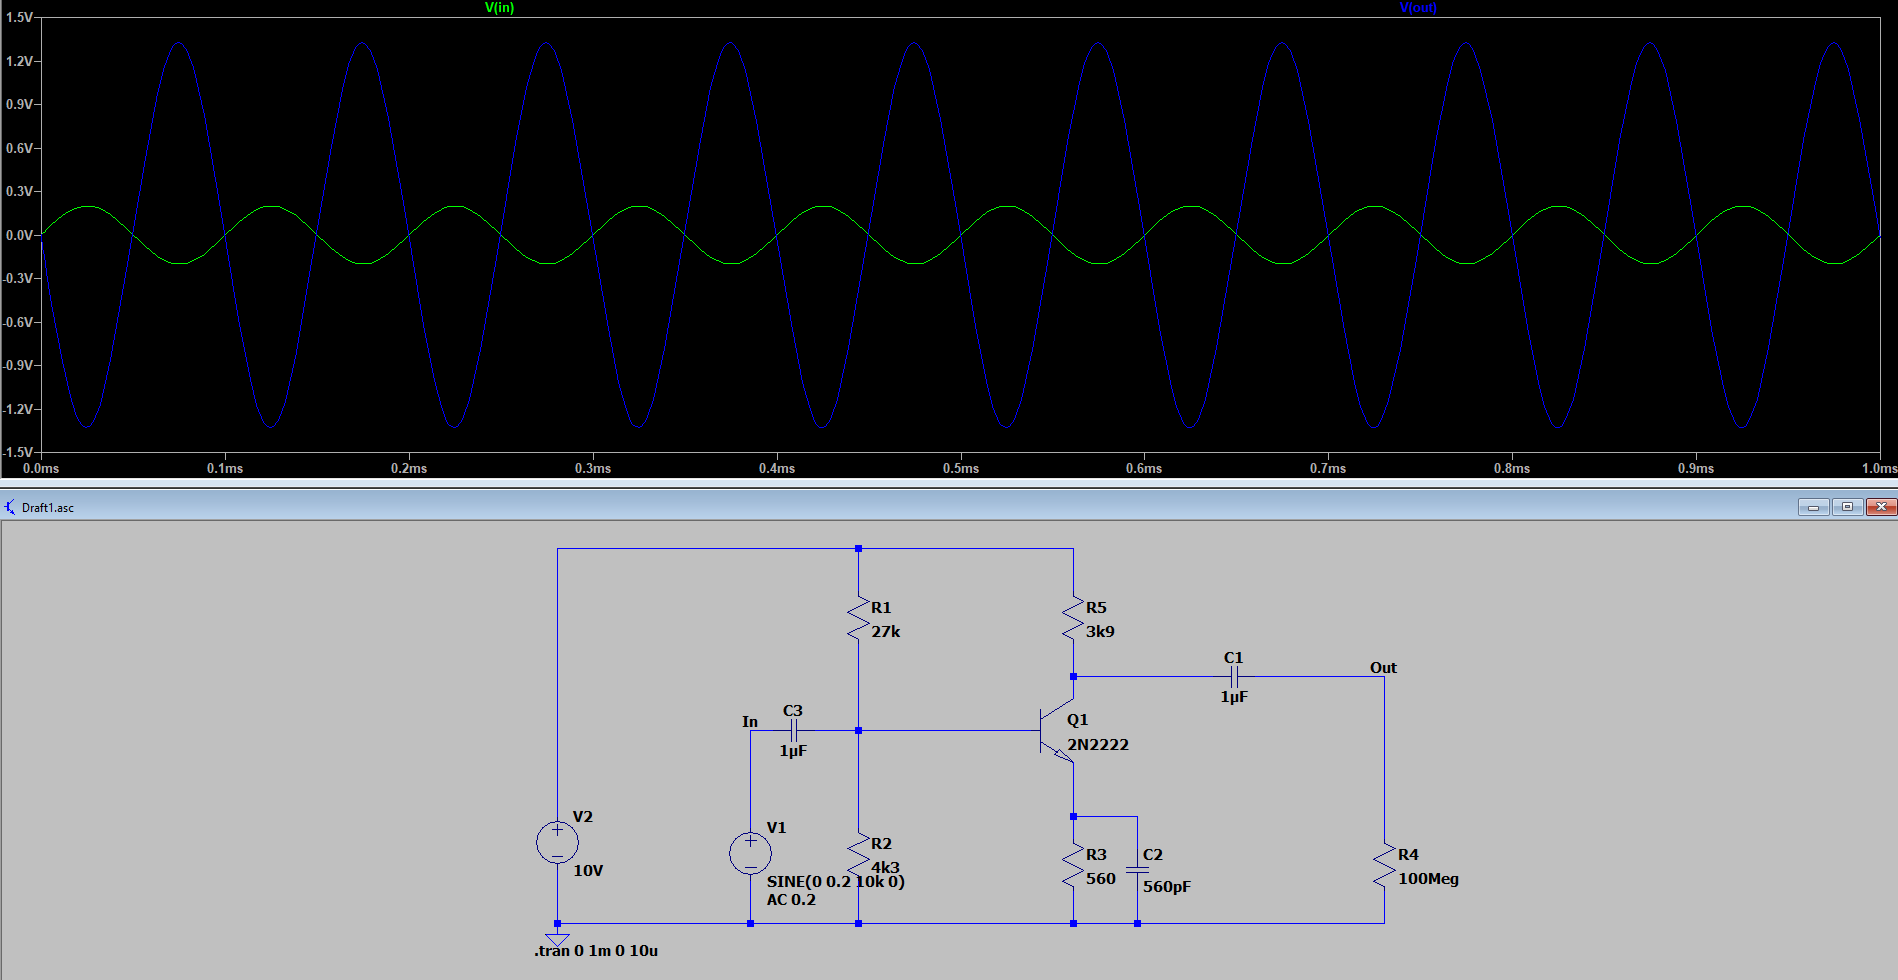 V(in) V(out)
1.5V
1.2V
0.9V
0.6V
0.3V
0.0V
-0.3V
-0.6V
-0.9V
-1.2V
-1.5V
0.0ms 0.1ms 0.2ms 0.3ms 0.4ms 0.5ms 0.6ms 0.7ms 0.8ms 0.9ms 1.0ms
Draft1.asc
R1
27k
R5
3k9
C1
1µF
Out
In
C3
1µF
Q1
2N2222
V2
10V
V1
SINE(0 0.2 10k 0)
AC 0.2
R2
4k3
R3
560
C2
560pF
R4
100Meg
.tran 0 1m 0 10u